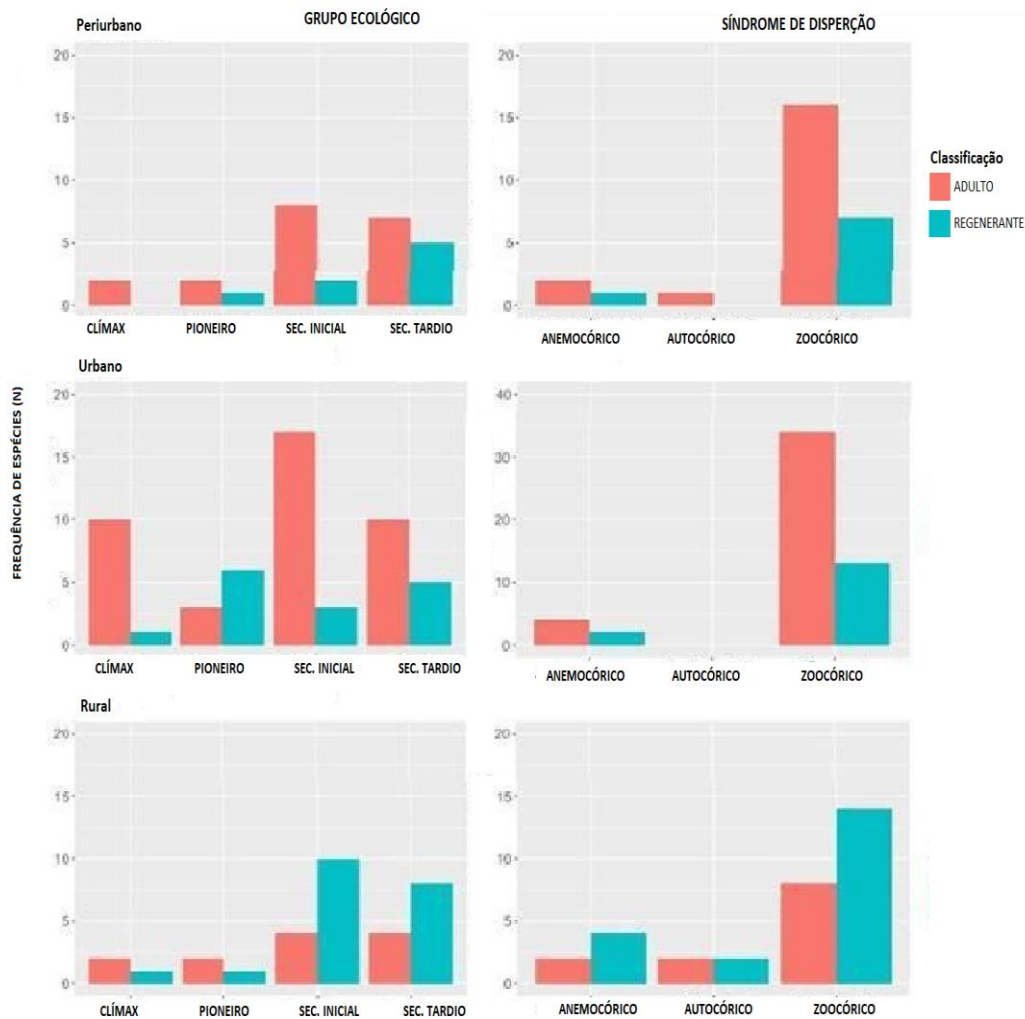 GRUPO ECOLÓGICO
SÍNDROME DE DISPERÇÃO
Periurbano
20
15
10
5
0
CLÍMAX PIONEIRO SEC. INICIAL SEC. TARDIO
20
15
10
5
0
ANEMOCÓRICO AUTOCÓRICO ZOOCÓRICO
Classificação
ADULTO
REGENERANTE
FREQUÊNCIA DE ESPÉCIES (N)
Urbano
20
15
10
5
0
CLÍMAX PIONEIRO SEC. INICIAL SEC. TARDIO
40
30
20
10
0
ANEMOCÓRICO AUTOCÓRICO ZOOCÓRICO
Rural
20
15
10
5
0
CLÍMAX PIONEIRO SEC. INICIAL SEC. TARDIO
20
15
10
5
0
ANEMOCÓRICO AUTOCÓRICO ZOOCÓRICO